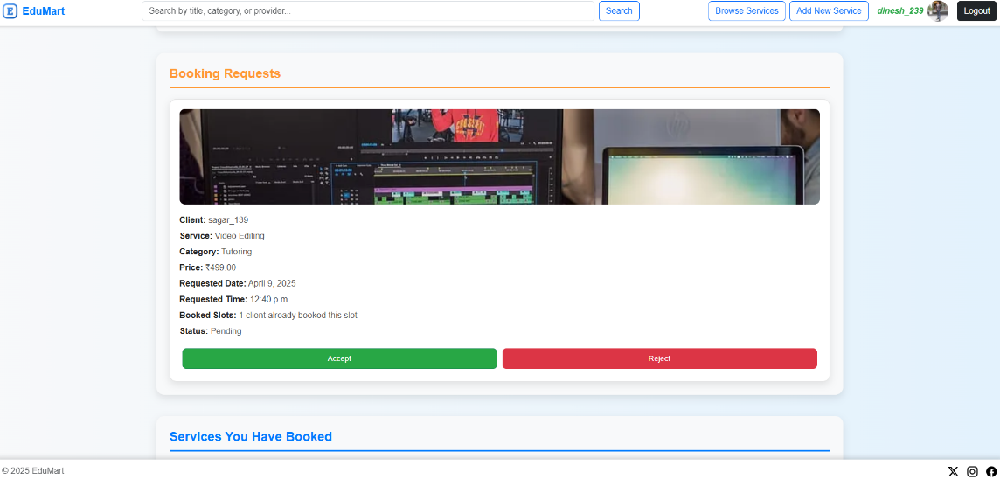 E EduMart
Search by title, category, or provider...
Search
Browse Services
Add New Service
dinesh_239
Logout
Booking Requests
CROSSFIT
Client: sagar_139
Service: Video Editing
Category: Tutoring
Price: ₹499.00
Requested Date: April 9, 2025
Requested Time: 12:40 p.m.
Booked Slots: 1 client already booked this slot
Status: Pending
Accept
Reject
Services You Have Booked
© 2025 EduMart